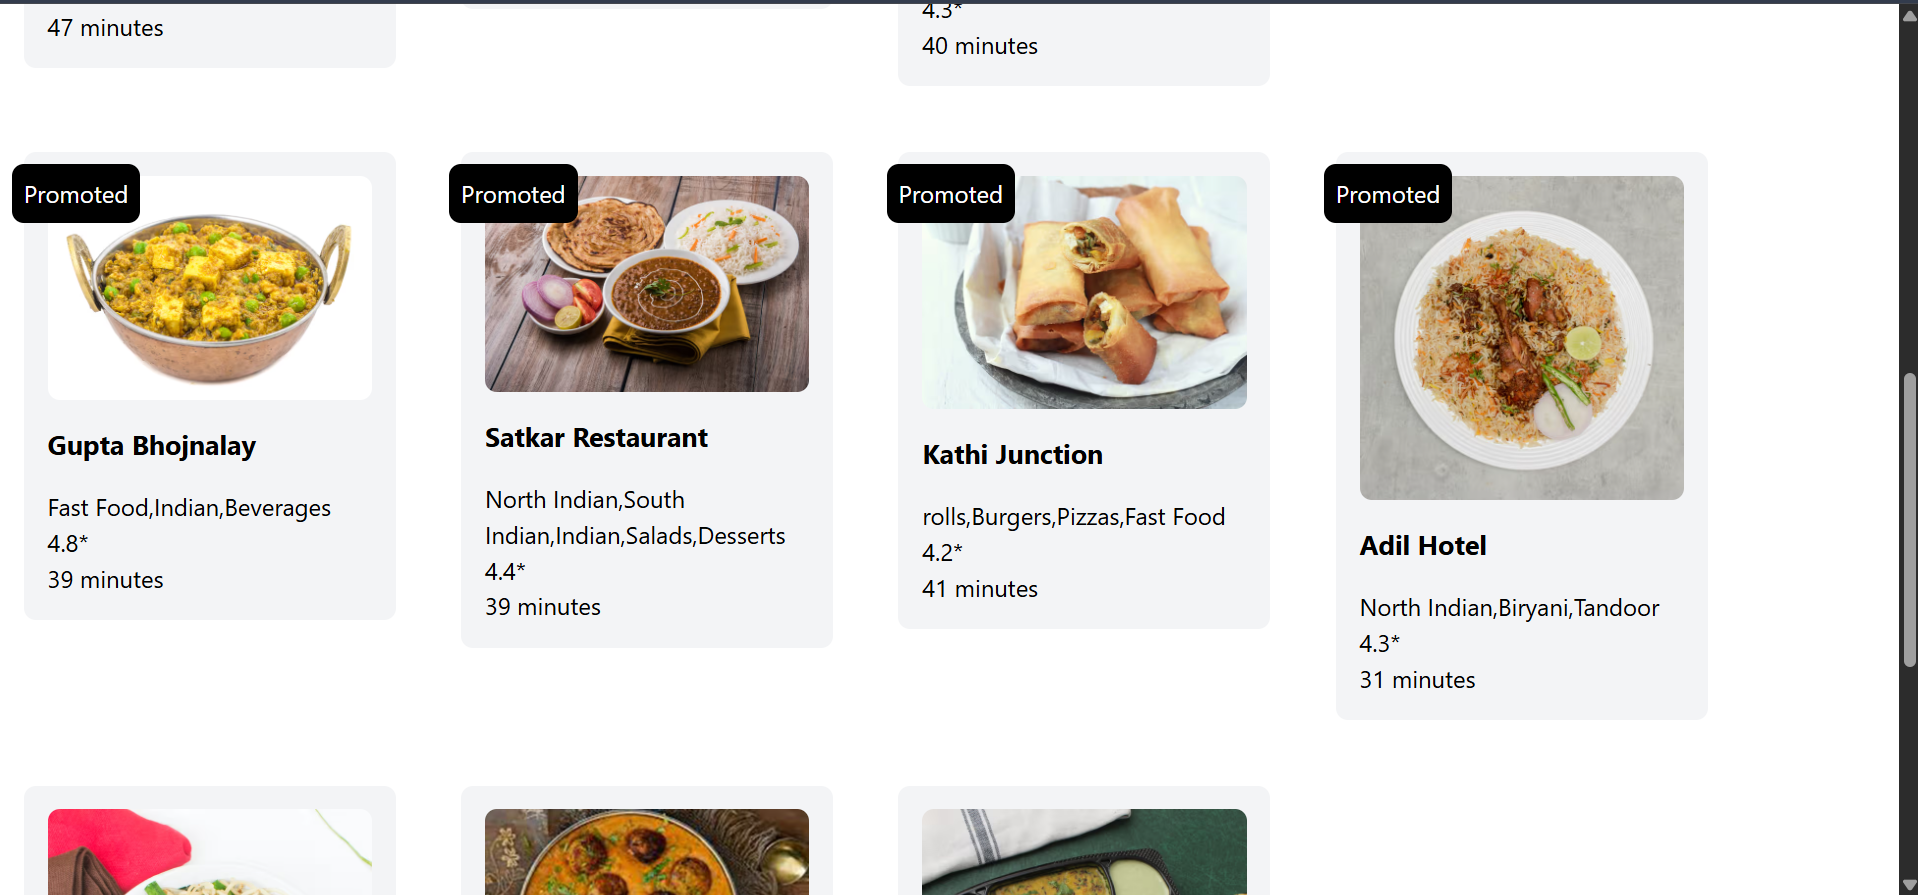 47 minutes
4.3*
40 minutes
Promoted
Gupta Bhojnalay
Fast Food,Indian,Beverages
4.8*
39 minutes
Promoted
Satkar Restaurant
North Indian,South
Indian,Indian,Salads,Desserts
4.4*
39 minutes
Promoted
Kathi Junction
rolls,Burgers,Pizzas,Fast Food
4.2*
41 minutes
Promoted
Adil Hotel
North Indian,Biryani,Tandoor
4.3*
31 minutes